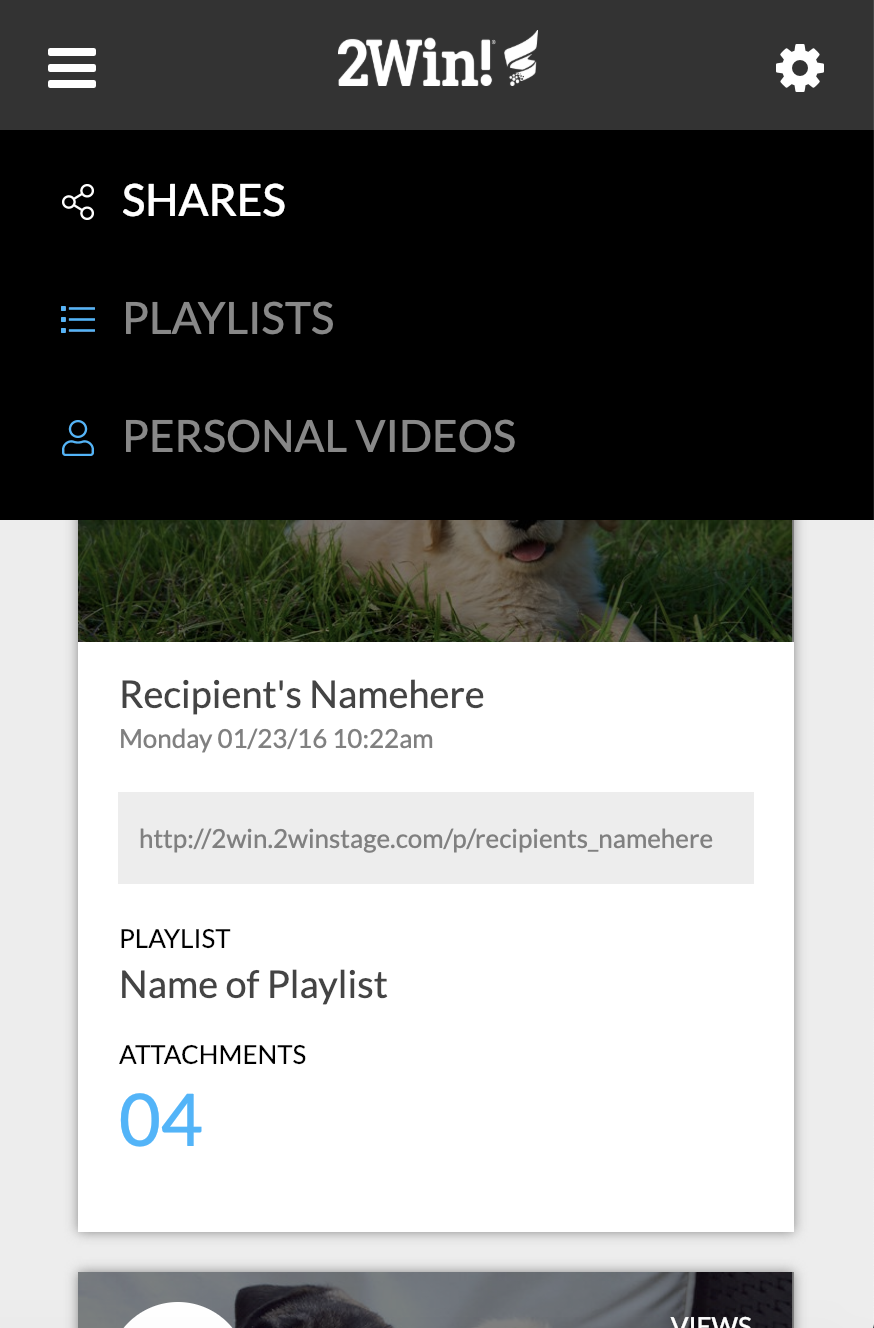 2Win!
SHARES
PLAYLISTS
PERSONAL VIDEOS
Recipient's Namehere
Monday 01/23/16 10:22am
http://2win.2winstage.com/p/recipients_namehere
PLAYLIST
Name of Playlist
ATTACHMENTS
04
VIEWS